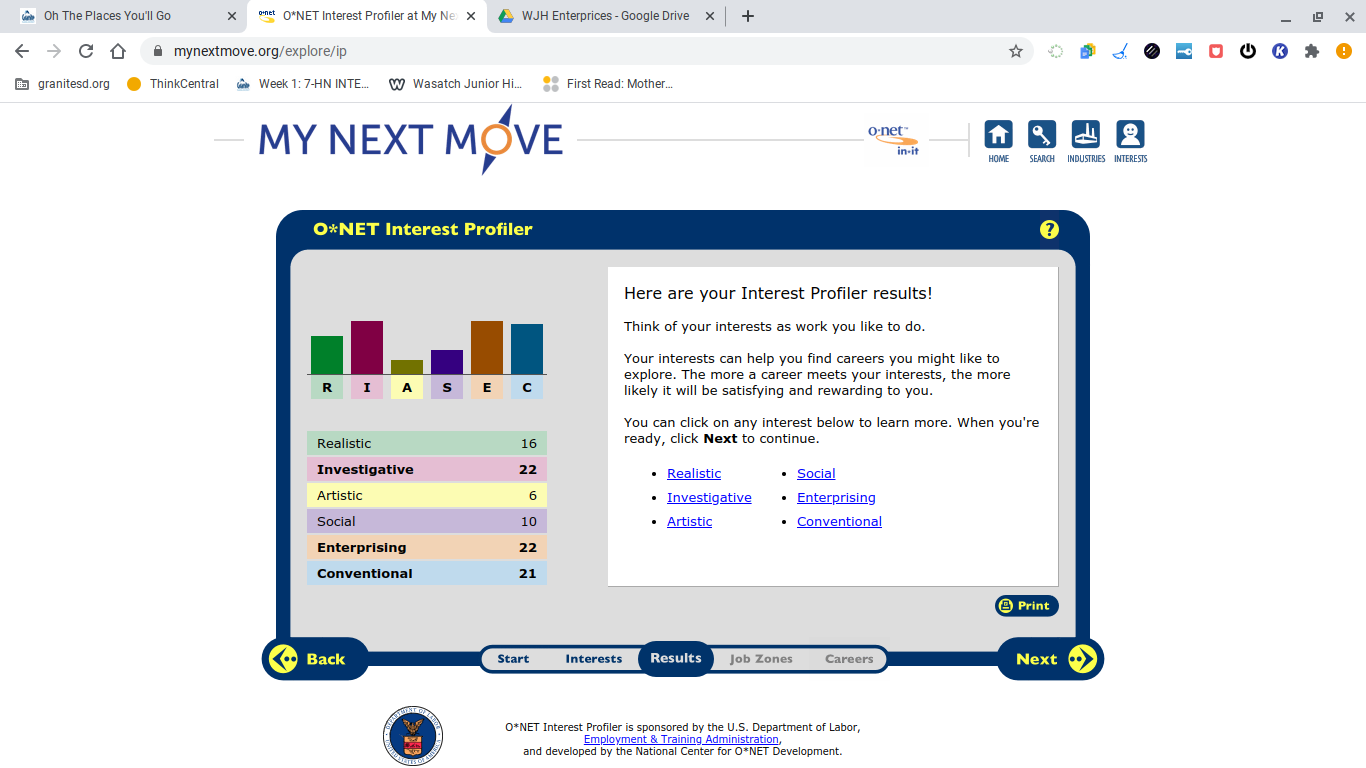 Oh The Places You'll Go
O*NET Interest Profiler at My Ne
WJH Enterprices - Google Drive
mynextmove.org/explore/ip
granitesd.org
ThinkCentral
Week 1: 7-HN INTE...
Wasatch Junior Hi...
First Read: Mother...
MY NEXT MOVE
o·net™
in·it
HOME
SEARCH
INDUSTRIES
INTERESTS
O*NET Interest Profiler
?
R I A S E C
Realistic 16
Investigative 22
Artistic 6
Social 10
Enterprising 22
Conventional 21
Here are your Interest Profiler results!
Think of your interests as work you like to do.
Your interests can help you find careers you might like to
explore. The more a career meets your interests, the more
likely it will be satisfying and rewarding to you.
You can click on any interest below to learn more. When you're
ready, click Next to continue.
• Realistic
• Investigative
• Artistic
• Social
• Enterprising
• Conventional
Print
Back
Start
Interests
Results
Job Zones
Careers
Next
O*NET Interest Profiler is sponsored by the U.S. Department of Labor,
Employment & Training Administration,
and developed by the National Center for O*NET Development.